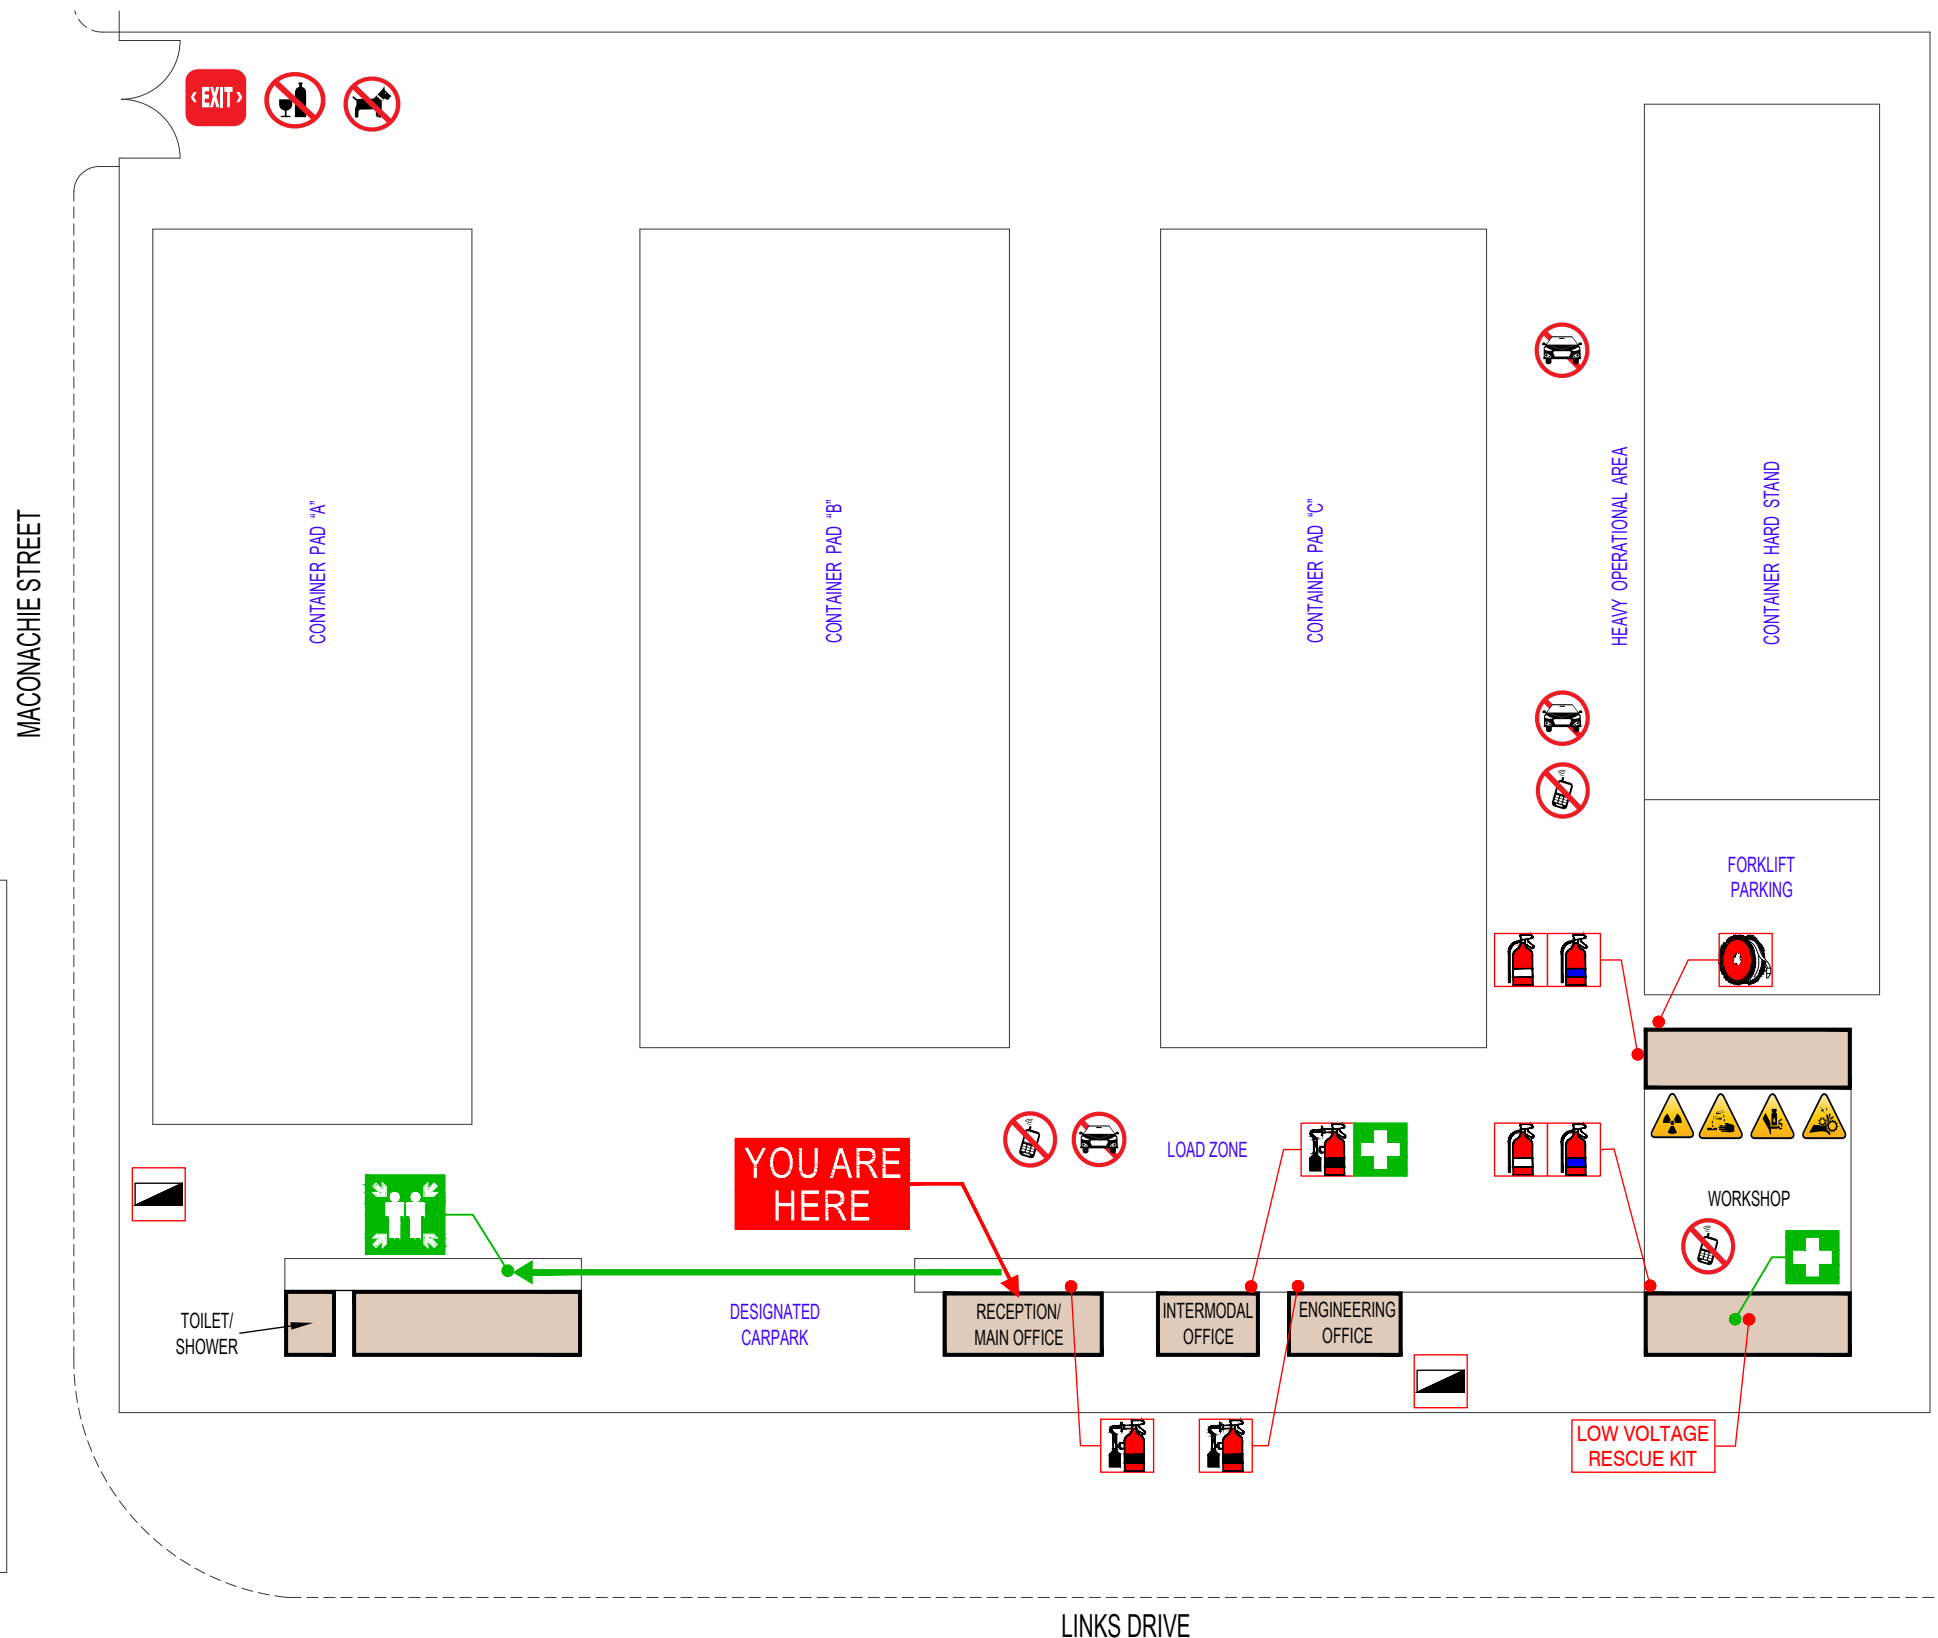 ‹ EXIT ›
MACONACHIE STREET
CONTAINER PAD "A"
CONTAINER PAD "B"
CONTAINER PAD "C"
HEAVY OPERATIONAL AREA
CONTAINER HARD STAND
FORKLIFT
PARKING
YOU ARE
HERE
LOAD ZONE
WORKSHOP
TOILET/
SHOWER
DESIGNATED
CARPARK
RECEPTION/
MAIN OFFICE
INTERMODAL
OFFICE
ENGINEERING
OFFICE
LOW VOLTAGE
RESCUE KIT
LINKS DRIVE